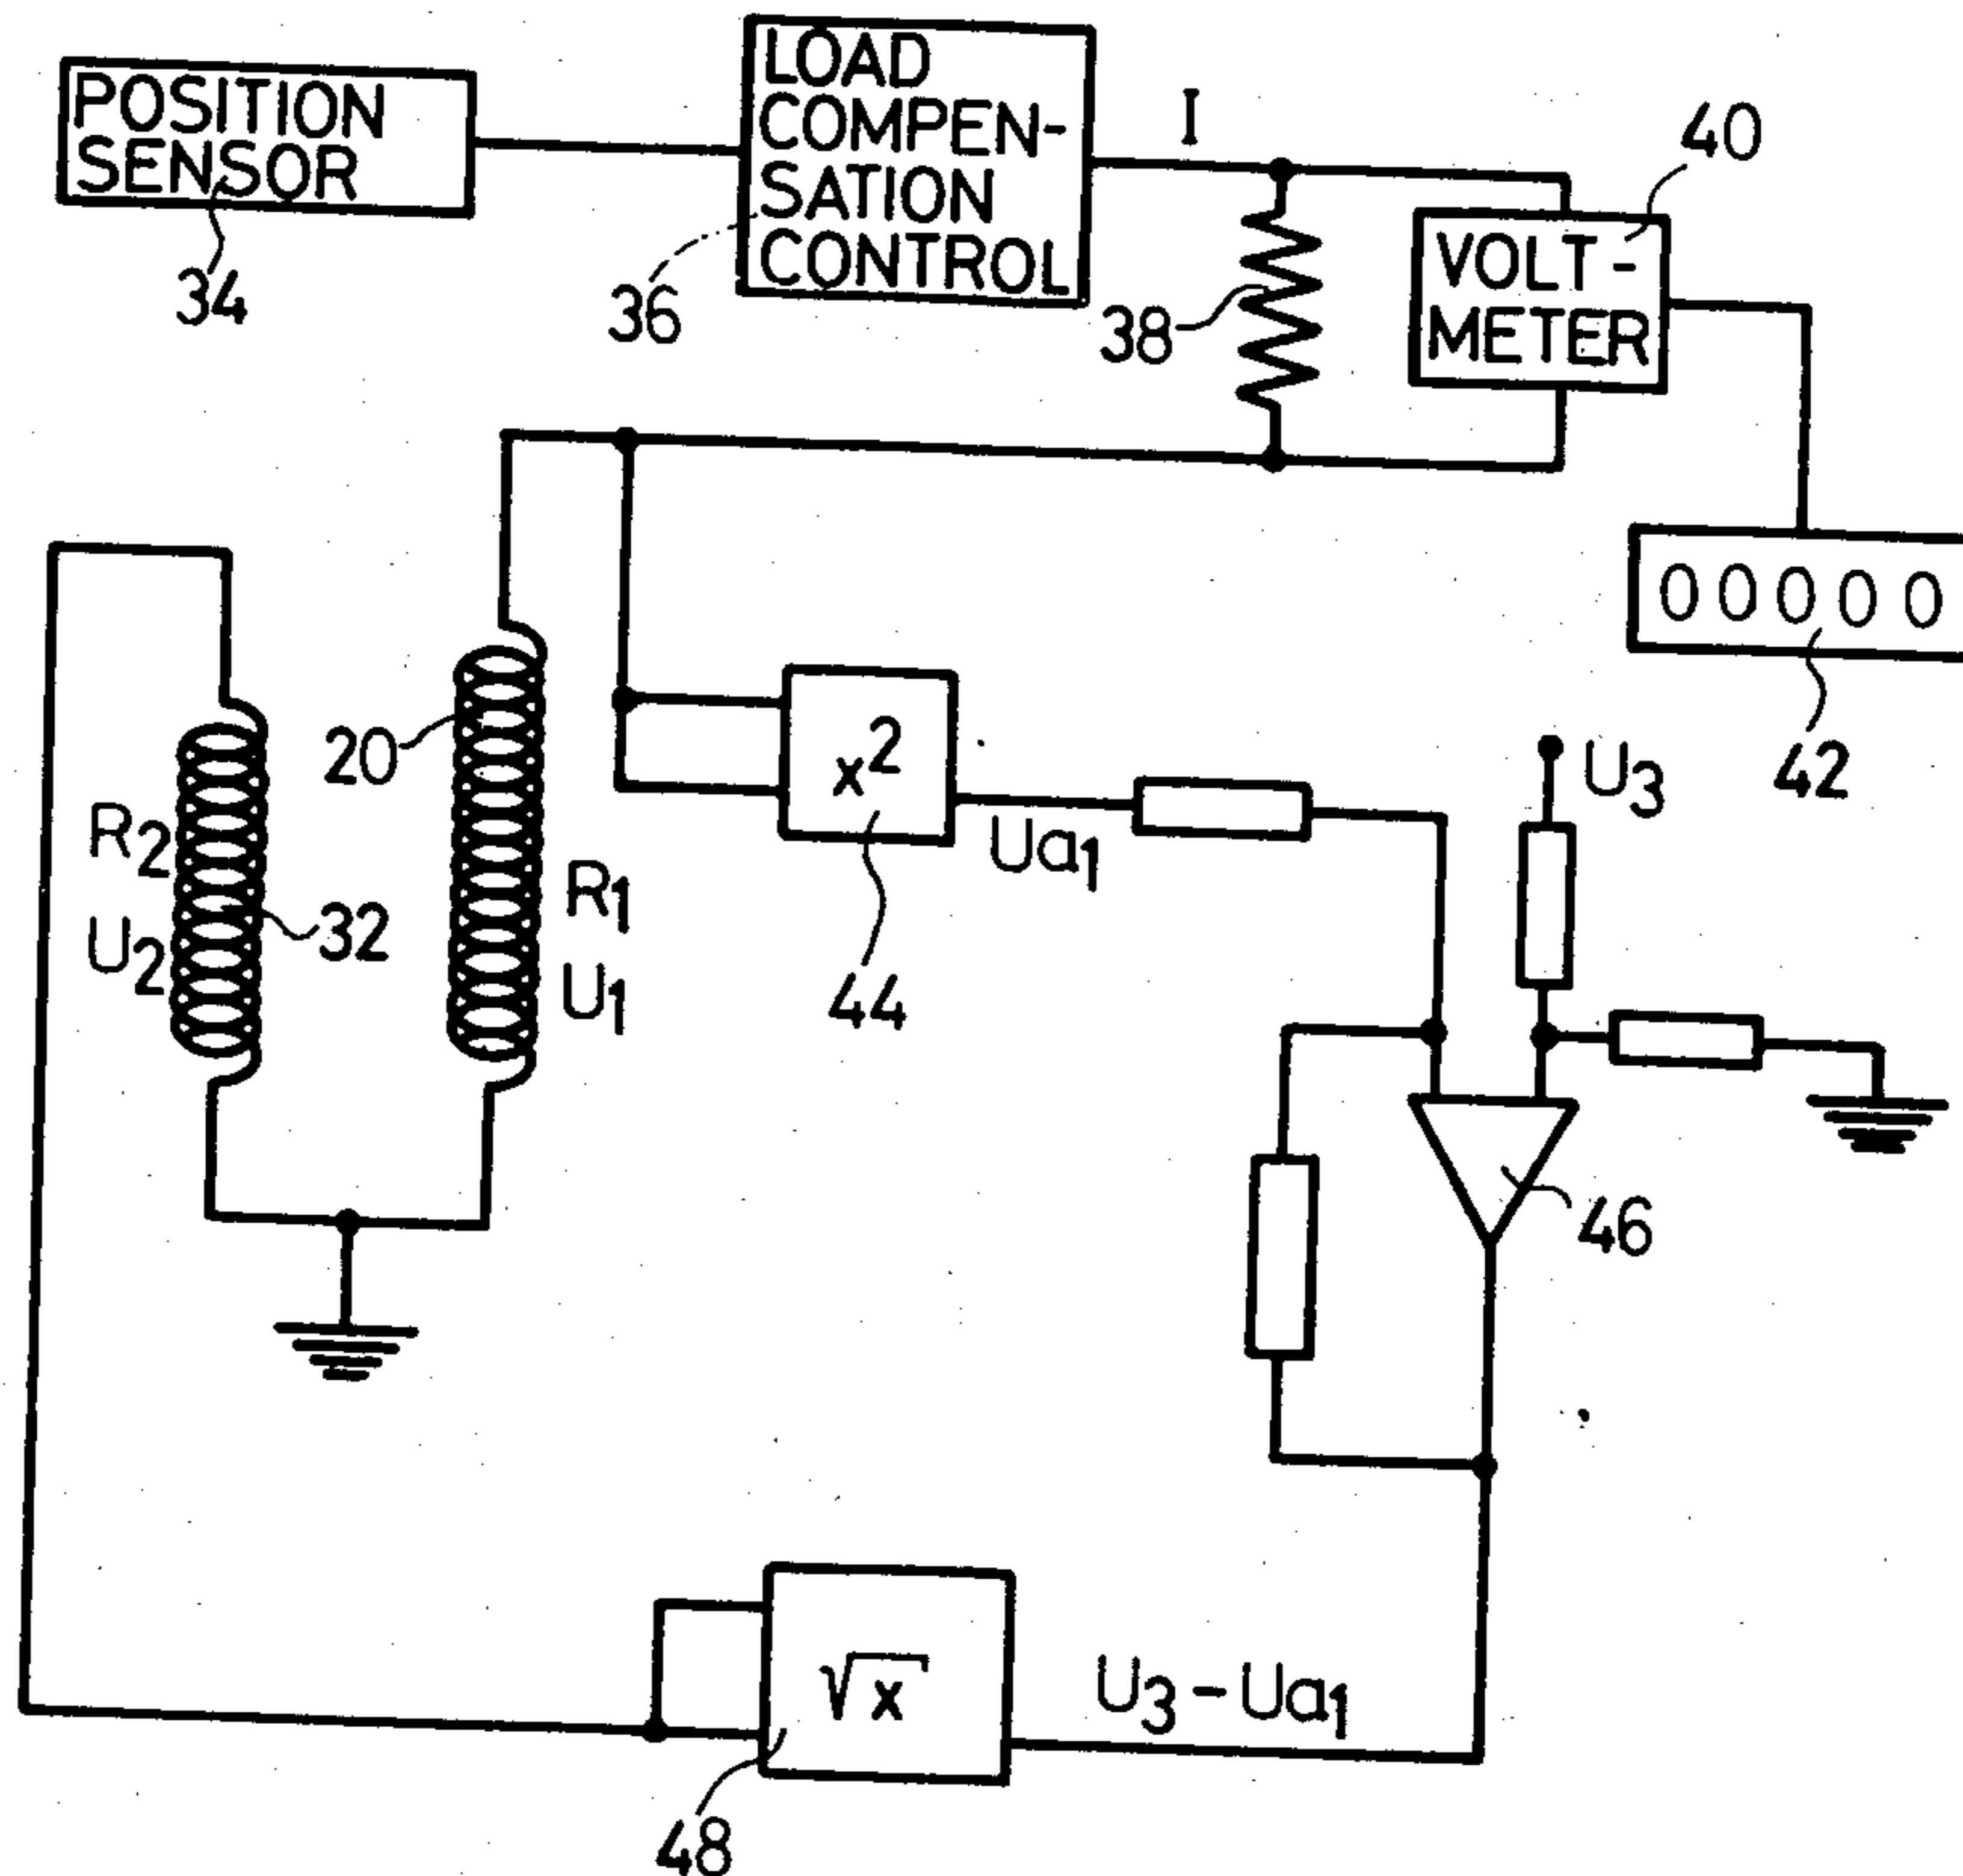 POSITION
SENSOR
34
LOAD
COMPEN-
SATION
CONTROL
36
I
38
40
VOLT-
METER
00000
42
20
R2
U2
32
R1
U1
x²
44
Ua1
U3
46
√x
48
U3-Ua1